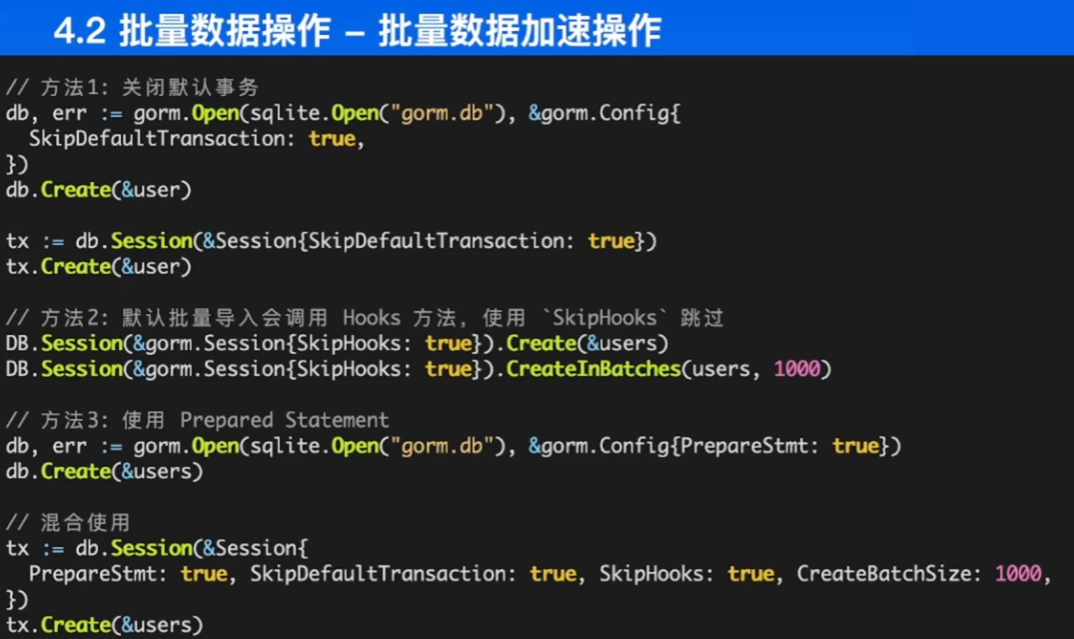 4.2 批量数据操作 – 批量数据加速操作
// 方法1: 关闭默认事务
db, err := gorm.Open(sqlite.Open("gorm.db"), &gorm.Config{
  SkipDefaultTransaction: true,
})
db.Create(&user)
tx := db.Session(&Session{SkipDefaultTransaction: true})
tx.Create(&user)
// 方法2: 默认批量导入会调用 Hooks 方法, 使用 `SkipHooks` 跳过
DB.Session(&gorm.Session{SkipHooks: true}).Create(&users)
DB.Session(&gorm.Session{SkipHooks: true}).CreateInBatches(users, 1000)
// 方法3: 使用 Prepared Statement
db, err := gorm.Open(sqlite.Open("gorm.db"), &gorm.Config{PrepareStmt: true})
db.Create(&users)
// 混合使用
tx := db.Session(&Session{
  PrepareStmt: true, SkipDefaultTransaction: true, SkipHooks: true, CreateBatchSize: 1000,
})
tx.Create(&users)